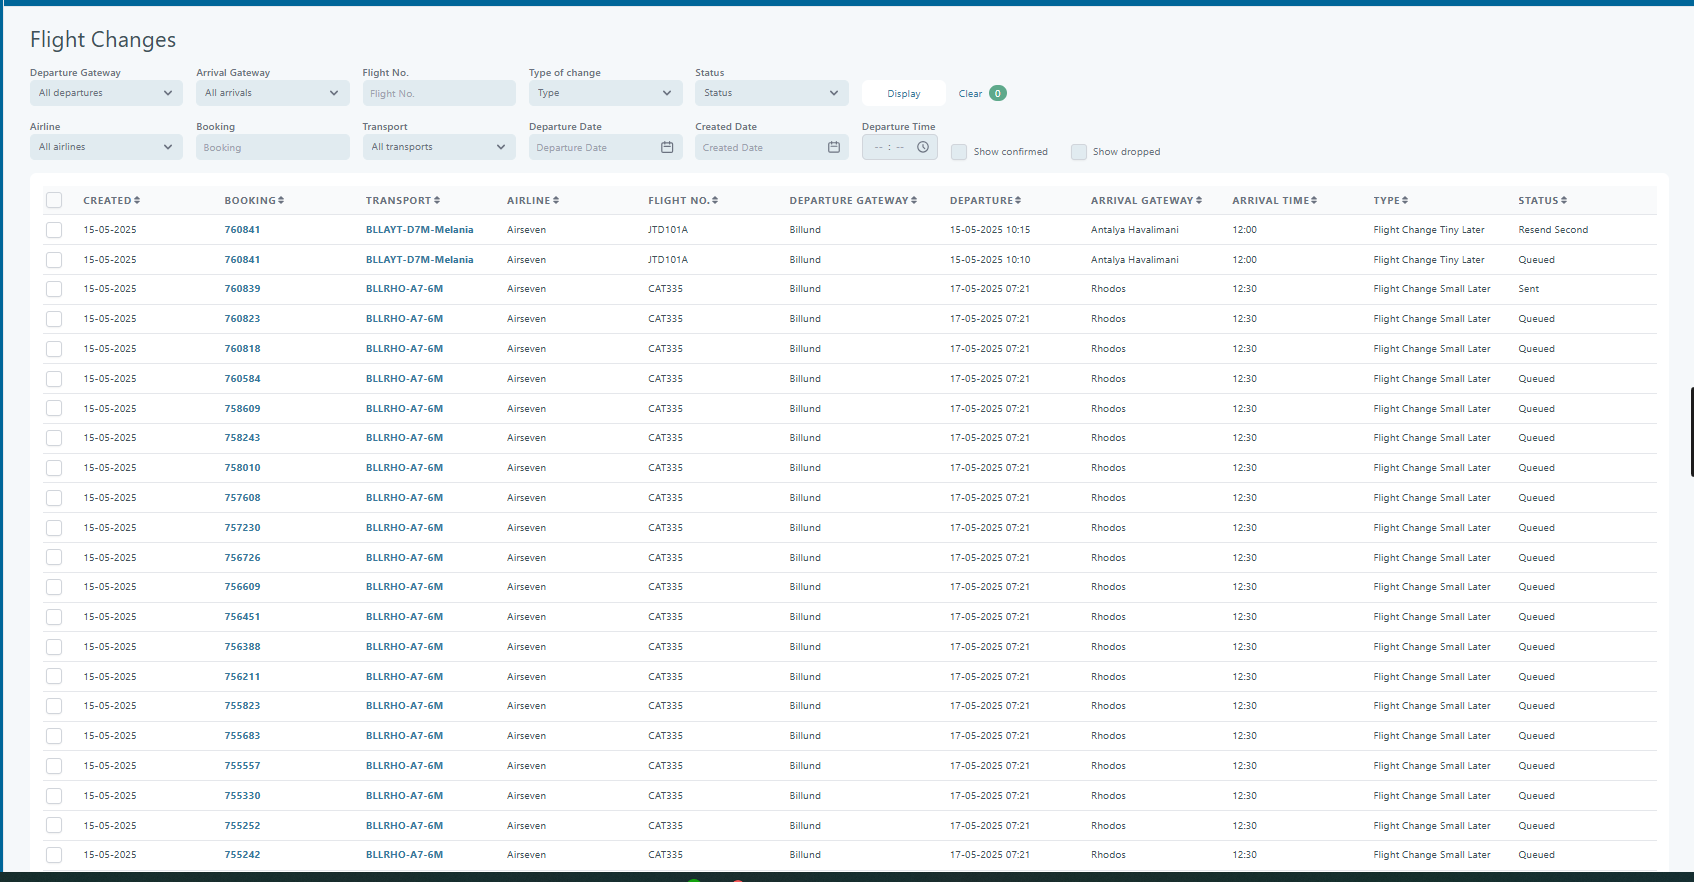 Flight Changes
Departure Gateway Arrival Gateway Flight No. Type of change Status
All departures All arrivals Flight No. Type Status Display Clear 0
Airline Booking Transport Departure Date Created Date Departure Time
All airlines Booking All transports Departure Date Created Date -- : -- Show confirmed Show dropped
CREATED BOOKING TRANSPORT AIRLINE FLIGHT NO. DEPARTURE GATEWAY DEPARTURE ARRIVAL GATEWAY ARRIVAL TIME TYPE STATUS
15-05-2025 760841 BLLAYT-D7M-Melania Airseven JTD101A Billund 15-05-2025 10:15 Antalya Havalimani 12:00 Flight Change Tiny Later Resend Second
15-05-2025 760841 BLLAYT-D7M-Melania Airseven JTD101A Billund 15-05-2025 10:10 Antalya Havalimani 12:00 Flight Change Tiny Later Queued
15-05-2025 760839 BLLRHO-A7-6M Airseven CAT335 Billund 17-05-2025 07:21 Rhodos 12:30 Flight Change Small Later Sent
15-05-2025 760823 BLLRHO-A7-6M Airseven CAT335 Billund 17-05-2025 07:21 Rhodos 12:30 Flight Change Small Later Queued
15-05-2025 760818 BLLRHO-A7-6M Airseven CAT335 Billund 17-05-2025 07:21 Rhodos 12:30 Flight Change Small Later Queued
15-05-2025 760584 BLLRHO-A7-6M Airseven CAT335 Billund 17-05-2025 07:21 Rhodos 12:30 Flight Change Small Later Queued
15-05-2025 758609 BLLRHO-A7-6M Airseven CAT335 Billund 17-05-2025 07:21 Rhodos 12:30 Flight Change Small Later Queued
15-05-2025 758243 BLLRHO-A7-6M Airseven CAT335 Billund 17-05-2025 07:21 Rhodos 12:30 Flight Change Small Later Queued
15-05-2025 758010 BLLRHO-A7-6M Airseven CAT335 Billund 17-05-2025 07:21 Rhodos 12:30 Flight Change Small Later Queued
15-05-2025 757608 BLLRHO-A7-6M Airseven CAT335 Billund 17-05-2025 07:21 Rhodos 12:30 Flight Change Small Later Queued
15-05-2025 757230 BLLRHO-A7-6M Airseven CAT335 Billund 17-05-2025 07:21 Rhodos 12:30 Flight Change Small Later Queued
15-05-2025 756726 BLLRHO-A7-6M Airseven CAT335 Billund 17-05-2025 07:21 Rhodos 12:30 Flight Change Small Later Queued
15-05-2025 756609 BLLRHO-A7-6M Airseven CAT335 Billund 17-05-2025 07:21 Rhodos 12:30 Flight Change Small Later Queued
15-05-2025 756451 BLLRHO-A7-6M Airseven CAT335 Billund 17-05-2025 07:21 Rhodos 12:30 Flight Change Small Later Queued
15-05-2025 756388 BLLRHO-A7-6M Airseven CAT335 Billund 17-05-2025 07:21 Rhodos 12:30 Flight Change Small Later Queued
15-05-2025 756211 BLLRHO-A7-6M Airseven CAT335 Billund 17-05-2025 07:21 Rhodos 12:30 Flight Change Small Later Queued
15-05-2025 755823 BLLRHO-A7-6M Airseven CAT335 Billund 17-05-2025 07:21 Rhodos 12:30 Flight Change Small Later Queued
15-05-2025 755683 BLLRHO-A7-6M Airseven CAT335 Billund 17-05-2025 07:21 Rhodos 12:30 Flight Change Small Later Queued
15-05-2025 755557 BLLRHO-A7-6M Airseven CAT335 Billund 17-05-2025 07:21 Rhodos 12:30 Flight Change Small Later Queued
15-05-2025 755330 BLLRHO-A7-6M Airseven CAT335 Billund 17-05-2025 07:21 Rhodos 12:30 Flight Change Small Later Queued
15-05-2025 755252 BLLRHO-A7-6M Airseven CAT335 Billund 17-05-2025 07:21 Rhodos 12:30 Flight Change Small Later Queued
15-05-2025 755242 BLLRHO-A7-6M Airseven CAT335 Billund 17-05-2025 07:21 Rhodos 12:30 Flight Change Small Later Queued